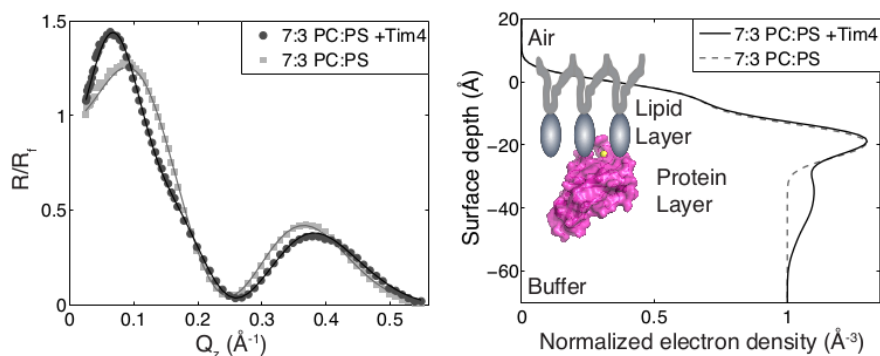 1.5
1
0.5
0
0
0.1
0.2
0.3
0.4
0.5
R/R_f
Q_z (Å⁻¹)
7:3 PC:PS +Tim4
7:3 PC:PS
20
0
−20
−40
−60
0
0.5
1
Surface depth (Å)
Normalized electron density (Å⁻³)
7:3 PC:PS +Tim4
7:3 PC:PS
Air
Lipid
Layer
Protein
Layer
Buffer